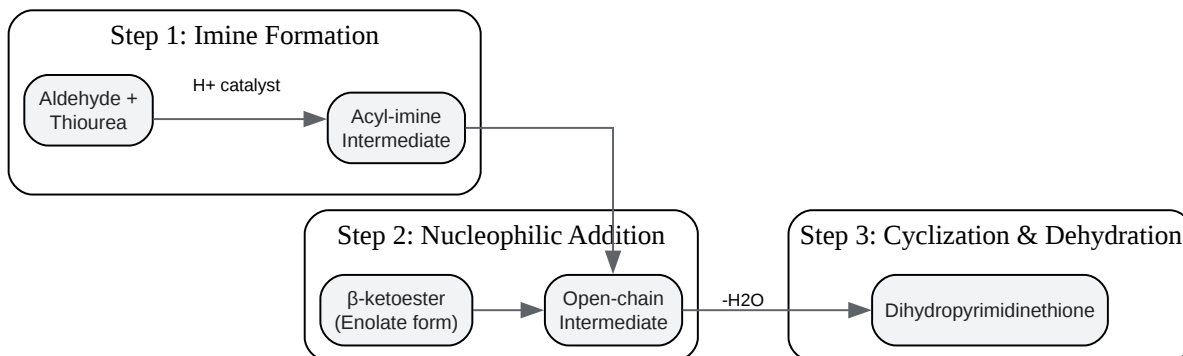 Step 1: Imine Formation
Aldehyde +
Thiourea
H+ catalyst
Acyl-imine
Intermediate
Step 2: Nucleophilic Addition
β-ketoester
(Enolate form)
Open-chain
Intermediate
-H2O
Step 3: Cyclization & Dehydration
Dihydropyrimidinethione